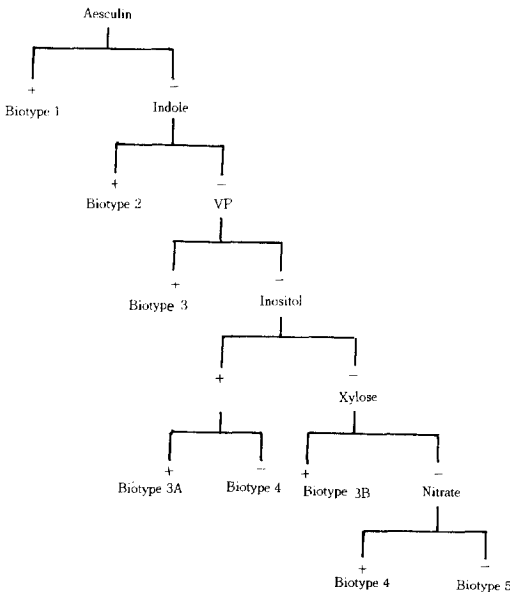 Aesculin
+ −
Biotype 1 Indole
+ −
Biotype 2 VP
+ −
Biotype 3 Inositol
+ −
Xylose
+ − + −
Biotype 3A Biotype 4 Biotype 3B Nitrate
+ −
Biotype 4 Biotype 5